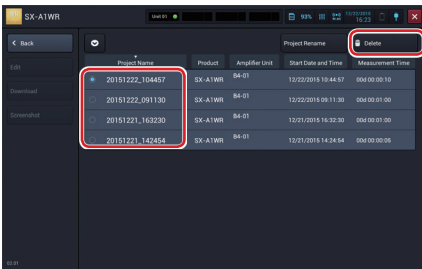 SX-A1WR
Unit 01
93%
12/22/2015
16:23
Back
Project Rename
Delete
Edit
Project Name Product Amplifier Unit Start Date and Time Measurement Time
20151222_104457 SX-A1WR B4-01 12/22/2015 10:44:57 00d 00:00:10
Download
20151222_091130 SX-A1WR B4-01 12/22/2015 09:11:30 00d 00:01:00
Screenshot
20151221_163230 SX-A1WR B4-01 12/21/2015 16:32:30 00d 00:01:00
20151221_142454 SX-A1WR B4-01 12/21/2015 14:24:54 00d 00:00:05